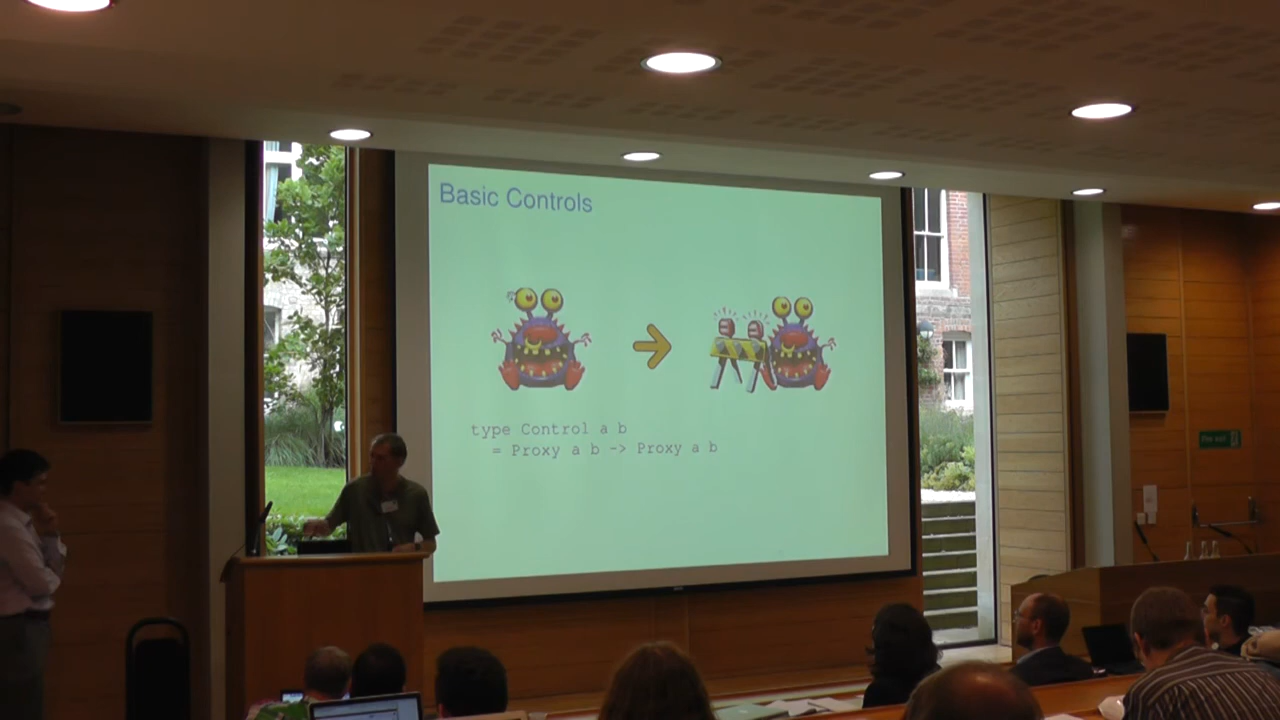 Basic Controls
type Control a b
= Proxy a b -> Proxy a b